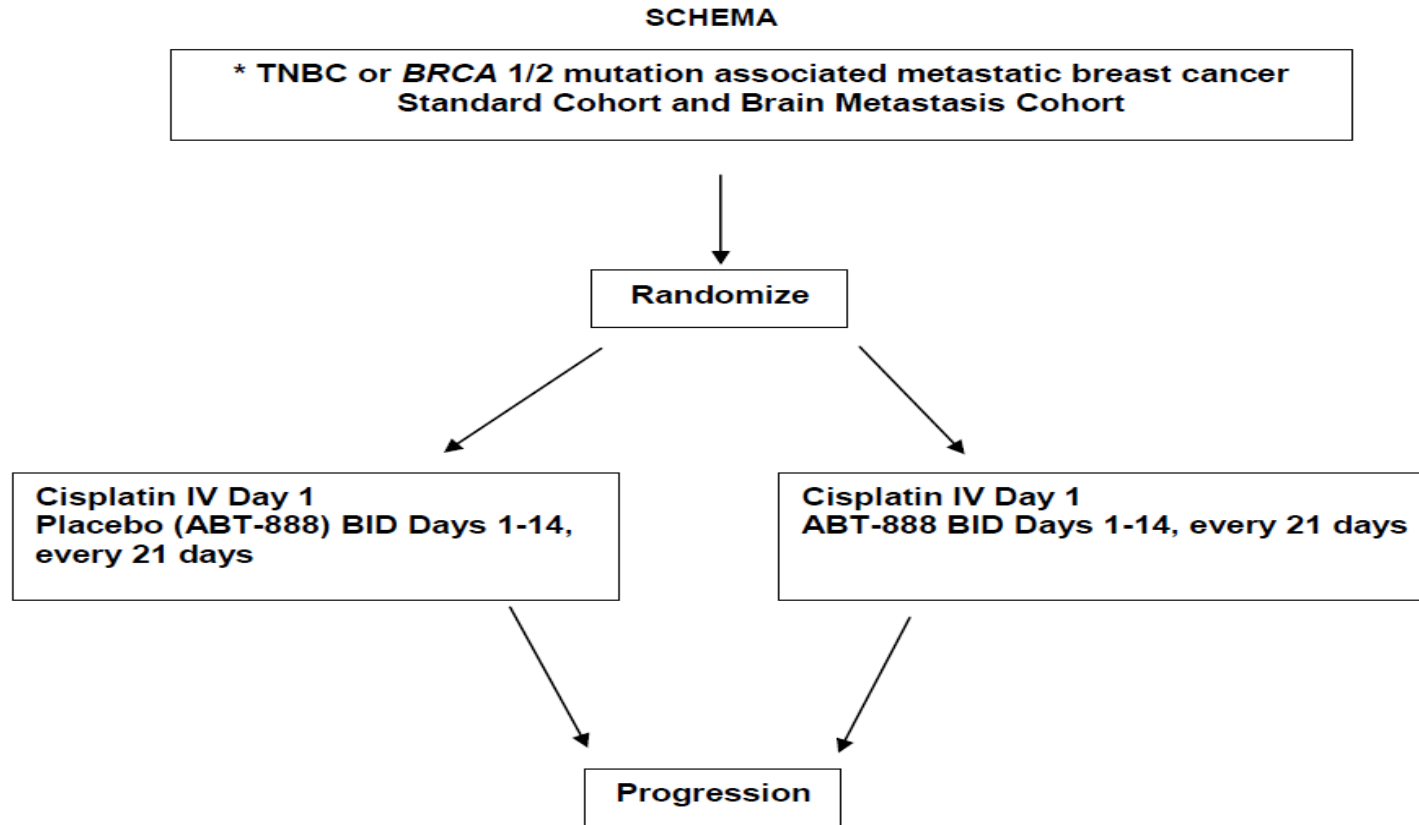 SCHEMA
* TNBC or BRCA 1/2 mutation associated metastatic breast cancer
Standard Cohort and Brain Metastasis Cohort
Randomize
Cisplatin IV Day 1
Placebo (ABT-888) BID Days 1-14,
every 21 days
Cisplatin IV Day 1
ABT-888 BID Days 1-14, every 21 days
Progression